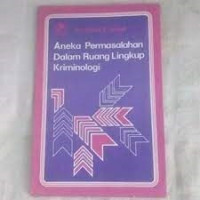 Aneka Permasalahan
Dalam Ruang Lingkup
Kriminologi